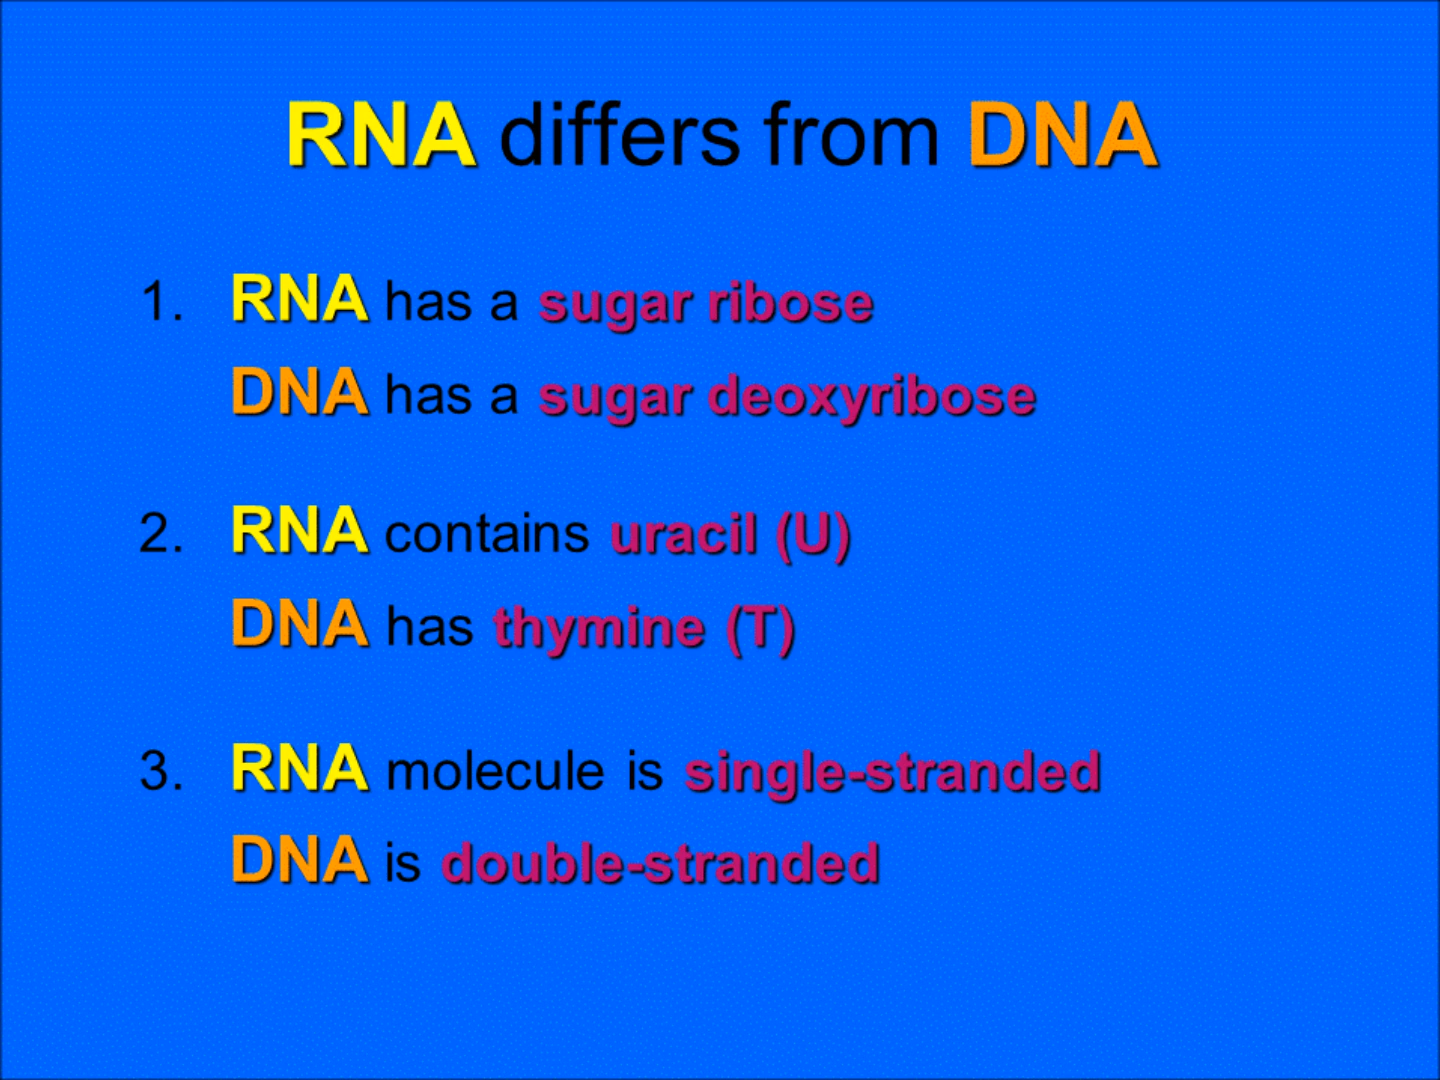 RNA differs from DNA
1. RNA has a sugar ribose
DNA has a sugar deoxyribose
2. RNA contains uracil (U)
DNA has thymine (T)
3. RNA molecule is single-stranded
DNA is double-stranded